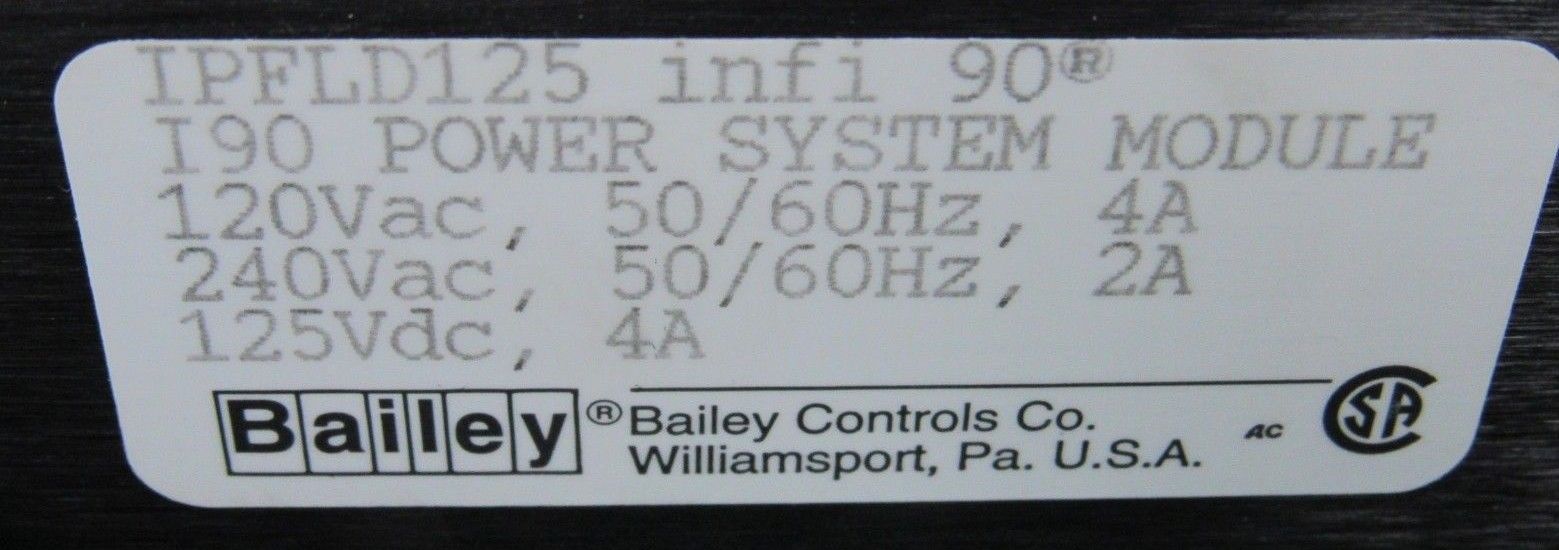 IPFLD125 infi 90®
I90 POWER SYSTEM MODULE
120Vac, 50/60Hz, 4A
240Vac, 50/60Hz, 2A
125Vdc, 4A
Bailey® Bailey Controls Co.
Williamsport, Pa. U.S.A.
AC CSA